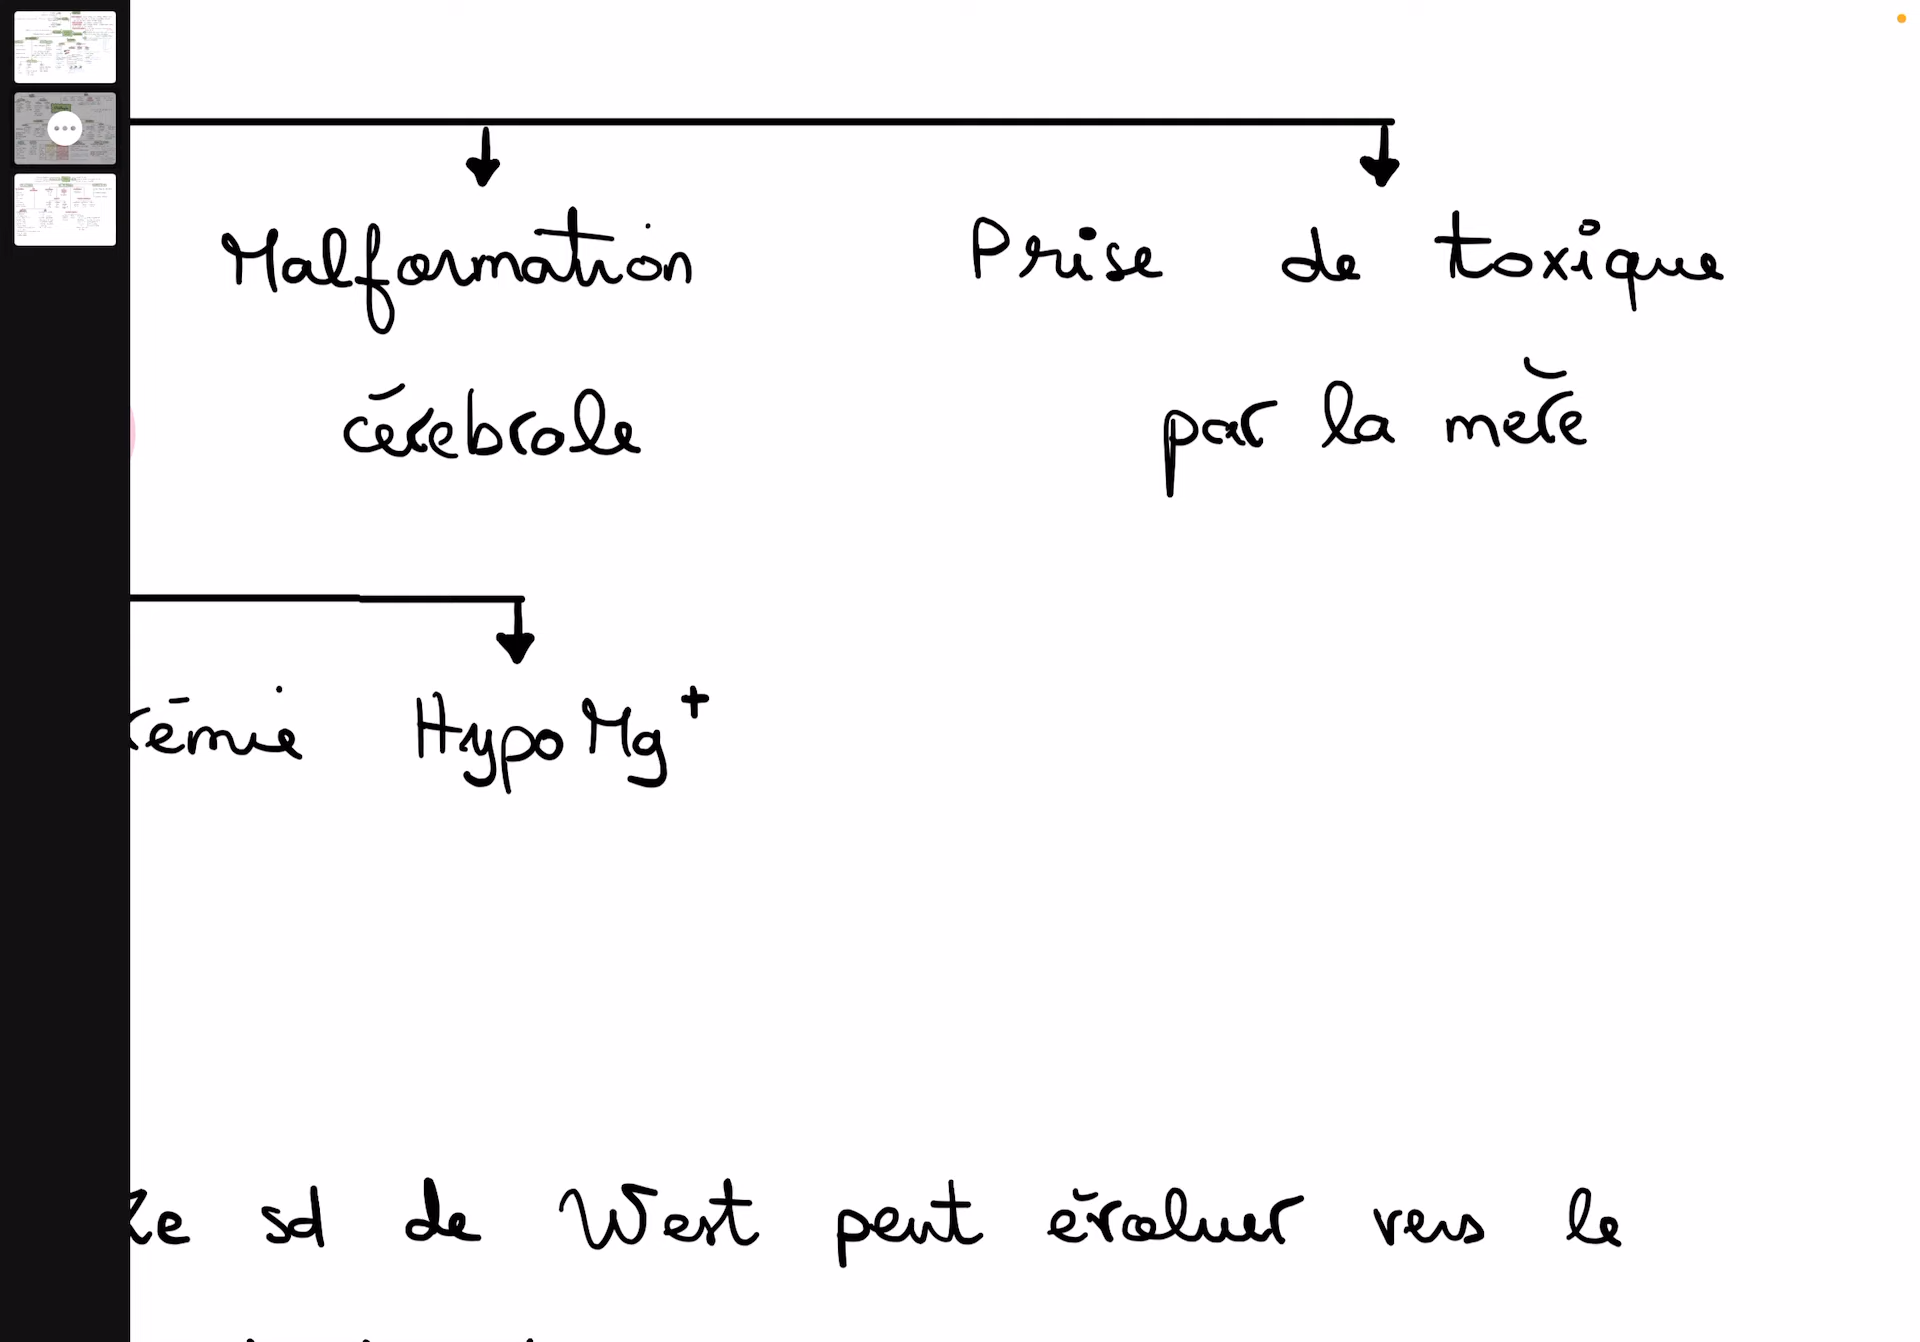 Malformation Prise de toxique
cérébrale par la mère
émie Hypo Mg+
Le sd de West peut évoluer vers le